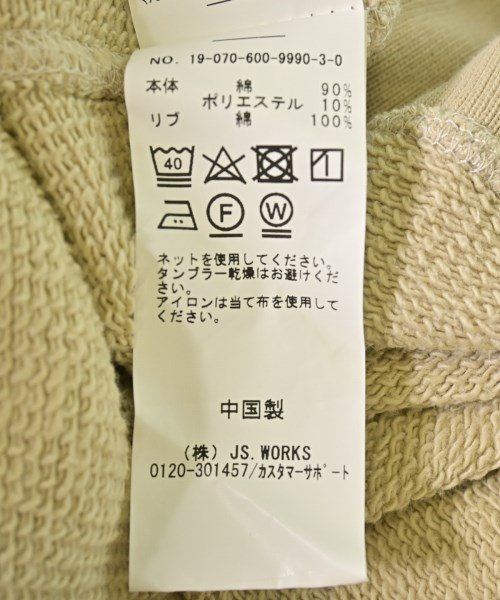 NO. 19-070-600-9990-3-0
本体 綿 90%
ポリエステル 10%
リブ 綿 100%
40
F W
ネットを使用してください。
タンブラー乾燥はお避けくだ
さい。
アイロンは当て布を使用して
ください。
中国製
(株) JS.WORKS
0120-301457/カスタマーサポート